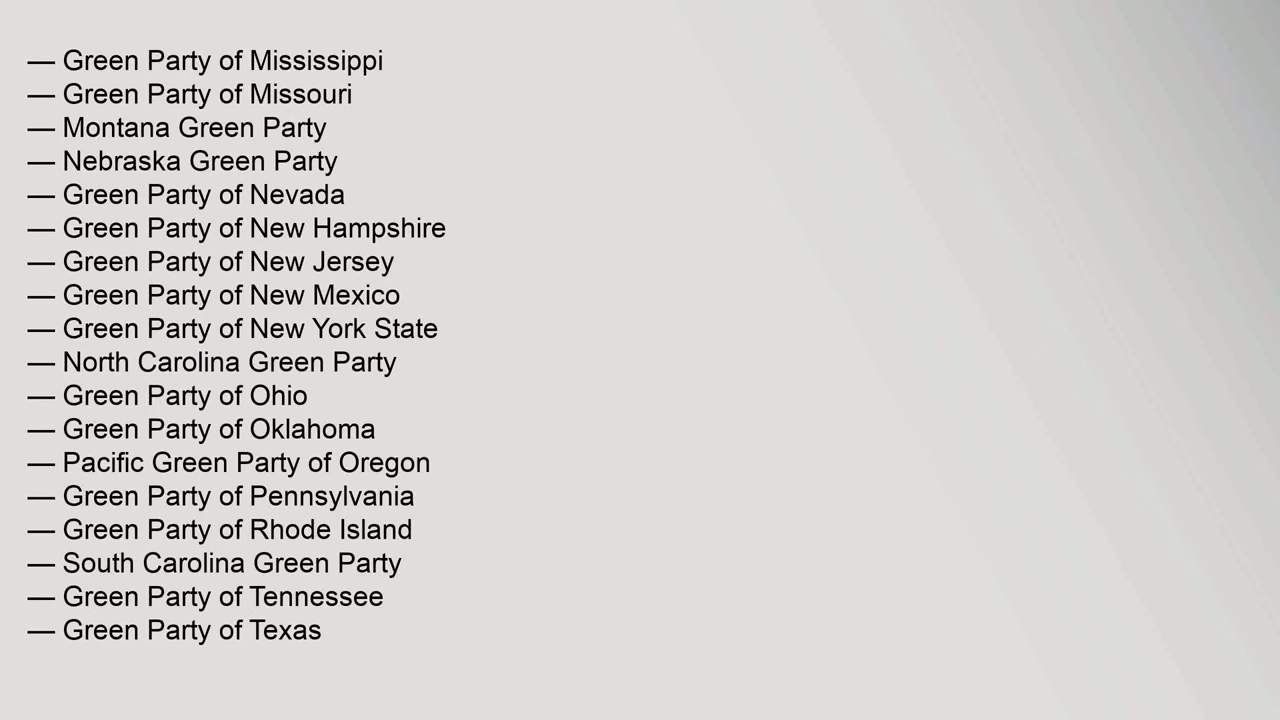 — Green Party of Mississippi
— Green Party of Missouri
— Montana Green Party
— Nebraska Green Party
— Green Party of Nevada
— Green Party of New Hampshire
— Green Party of New Jersey
— Green Party of New Mexico
— Green Party of New York State
— North Carolina Green Party
— Green Party of Ohio
— Green Party of Oklahoma
— Pacific Green Party of Oregon
— Green Party of Pennsylvania
— Green Party of Rhode Island
— South Carolina Green Party
— Green Party of Tennessee
— Green Party of Texas